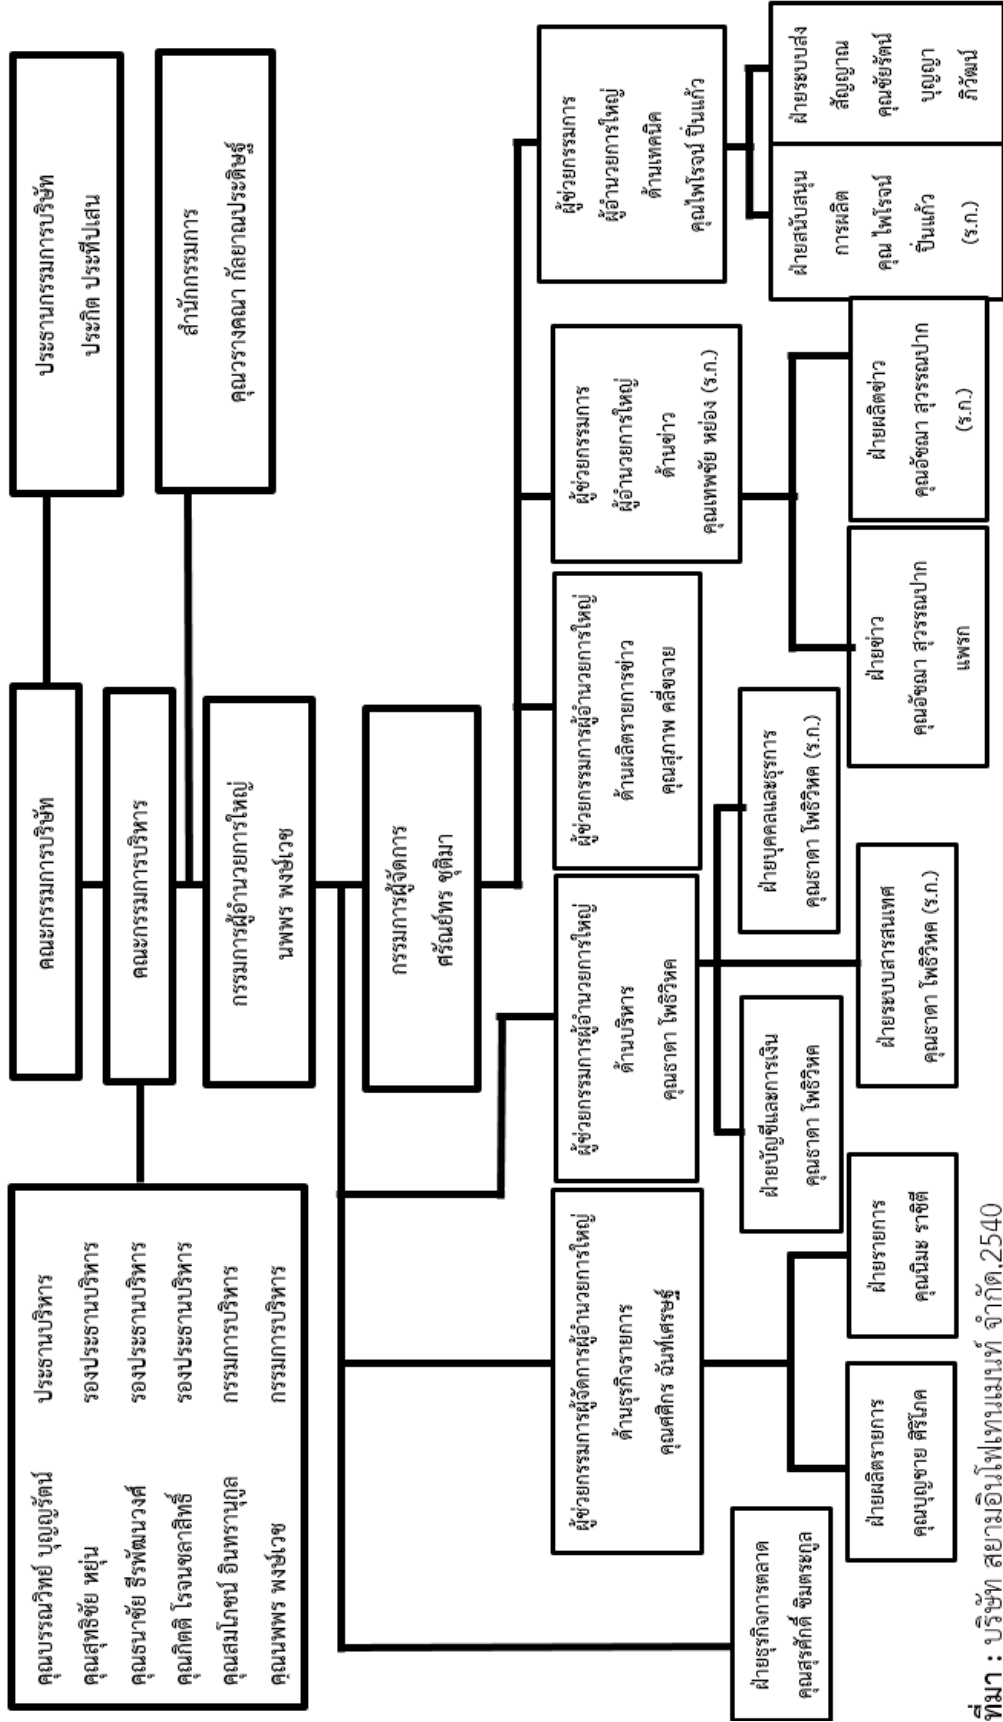 ประธานกรรมการบริษัท
ประกิต ประทีปเสน
คณะกรรมการบริษัท
สำนักกรรมการ
คุณวรางคณา กัลยาณประดิษฐ์
คณะกรรมการบริหาร
คุณบรรณวิทย์ บุญญรัตน์ ประธานบริหาร
คุณสุทธิชัย หยุ่น รองประธานบริหาร
คุณธนาชัย ธีรพัฒนวงศ์ รองประธานบริหาร
คุณกิตติ โรจนชลาสิทธิ์ รองประธานบริหาร
คุณสมโภชน์ อินทรานุกูล กรรมการบริหาร
คุณนพพร พงษ์เวช กรรมการบริหาร
กรรมการผู้อำนวยการใหญ่
นพพร พงษ์เวช
กรรมการผู้จัดการ
ศรัณย์ทร ชุติมา
ผู้ช่วยกรรมการผู้จัดการผู้อำนวยการใหญ่
ด้านธุรกิจรายการ
คุณศศิกร ฉันท์เศรษฐ์
ผู้ช่วยกรรมการผู้อำนวยการใหญ่
ด้านบริหาร
คุณธาดา โพธิวิหค
ผู้ช่วยกรรมการผู้อำนวยการใหญ่
ด้านผลิตรายการข่าว
คุณสุภาพ คลี่ขจาย
ผู้ช่วยกรรมการ
ผู้อำนวยการใหญ่
ด้านข่าว
คุณเทพชัย หย่อง (ร.ก.)
ผู้ช่วยกรรมการ
ผู้อำนวยการใหญ่
ด้านเทคนิค
คุณไพโรจน์ ปิ่นแก้ว
ฝ่ายธุรกิจการตลาด
คุณสุรศักดิ์ ชิมตระกูล
ฝ่ายผลิตรายการ
คุณบุญชาย ศิริโภค
ฝ่ายรายการ
คุณนิมะ ราชิตี
ฝ่ายบัญชีและการเงิน
คุณธาดา โพธิวิหค
ฝ่ายระบบสารสนเทศ
คุณธาดา โพธิวิหค (ร.ก.)
ฝ่ายบุคคลและธุรการ
คุณธาดา โพธิวิหค (ร.ก.)
ฝ่ายข่าว
คุณอัชฌา สุวรรณปาก
แพรก
ฝ่ายผลิตข่าว
คุณอัชฌา สุวรรณปาก
(ร.ก.)
ฝ่ายสนับสนุน
การผลิต
คุณ ไพโรจน์
ปิ่นแก้ว
(ร.ก.)
ฝ่ายระบบส่ง
สัญญาณ
คุณชัยรัตน์
บุญญา
ภิวัฒน์
ที่มา : บริษัท สยามอินโฟเทนเมนท์ จำกัด,2540